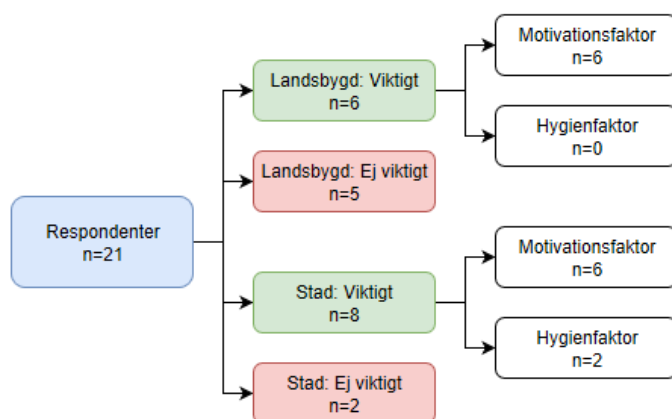 Respondenter
n=21
Landsbygd: Viktigt
n=6
Motivationsfaktor
n=6
Hygienfaktor
n=0
Landsbygd: Ej viktigt
n=5
Stad: Viktigt
n=8
Motivationsfaktor
n=6
Hygienfaktor
n=2
Stad: Ej viktigt
n=2